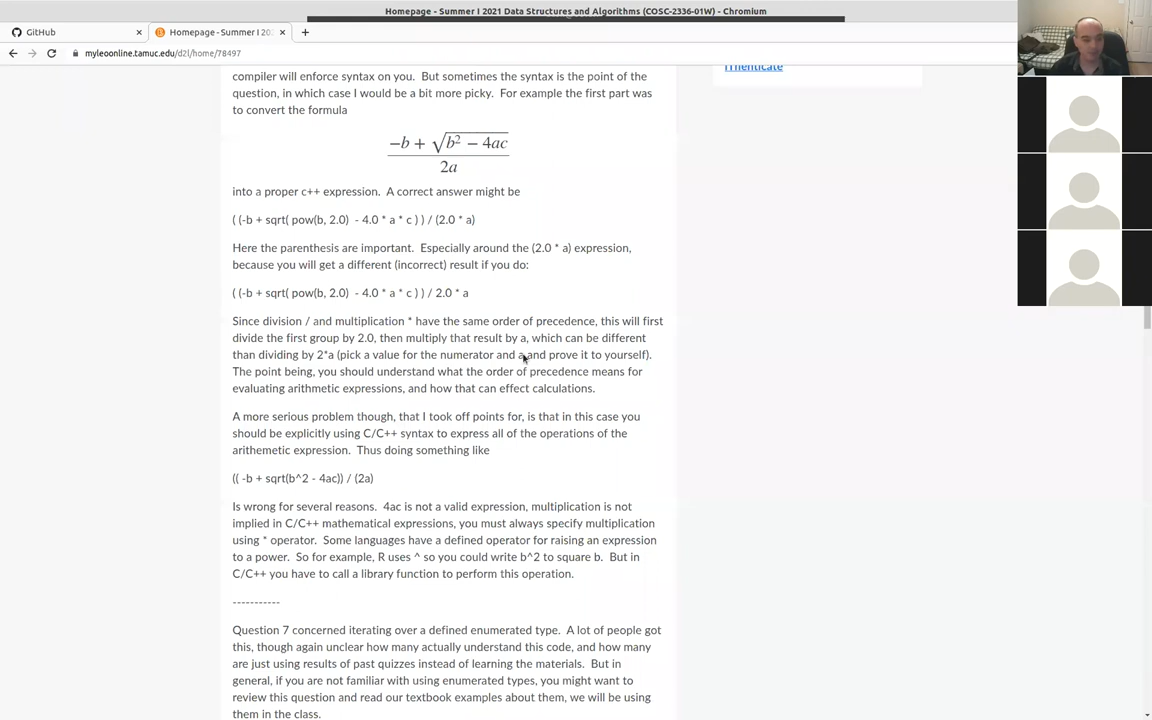 Homepage - Summer I 2021 Data Structures and Algorithms (COSC-2336-01W) - Chromium
GitHub
Homepage - Summer I 202
myleoonline.tamuc.edu/d2l/home/78497
iThenticate
compiler will enforce syntax on you.  But sometimes the syntax is the point of the
question, in which case I would be a bit more picky.  For example the first part was
to convert the formula
−b + √b² − 4ac
2a
into a proper c++ expression.  A correct answer might be
( (-b + sqrt( pow(b, 2.0)  - 4.0 * a * c ) ) / (2.0 * a)
Here the parenthesis are important.  Especially around the (2.0 * a) expression,
because you will get a different (incorrect) result if you do:
( (-b + sqrt( pow(b, 2.0)  - 4.0 * a * c ) ) / 2.0 * a
Since division / and multiplication * have the same order of precedence, this will first
divide the first group by 2.0, then multiply that result by a, which can be different
than dividing by 2*a (pick a value for the numerator and a and prove it to yourself).
The point being, you should understand what the order of precedence means for
evaluating arithmetic expressions, and how that can effect calculations.
A more serious problem though, that I took off points for, is that in this case you
should be explicitly using C/C++ syntax to express all of the operations of the
arithemetic expression.  Thus doing something like
(( -b + sqrt(b^2 - 4ac)) / (2a)
Is wrong for several reasons.  4ac is not a valid expression, multiplication is not
implied in C/C++ mathematical expressions, you must always specify multiplication
using * operator.  Some languages have a defined operator for raising an expression
to a power.  So for example, R uses ^ so you could write b^2 to square b.  But in
C/C++ you have to call a library function to perform this operation.
-----------
Question 7 concerned iterating over a defined enumerated type.  A lot of people got
this, though again unclear how many actually understand this code, and how many
are just using results of past quizzes instead of learning the materials.  But in
general, if you are not familiar with using enumerated types, you might want to
review this question and read our textbook examples about them, we will be using
them in the class.